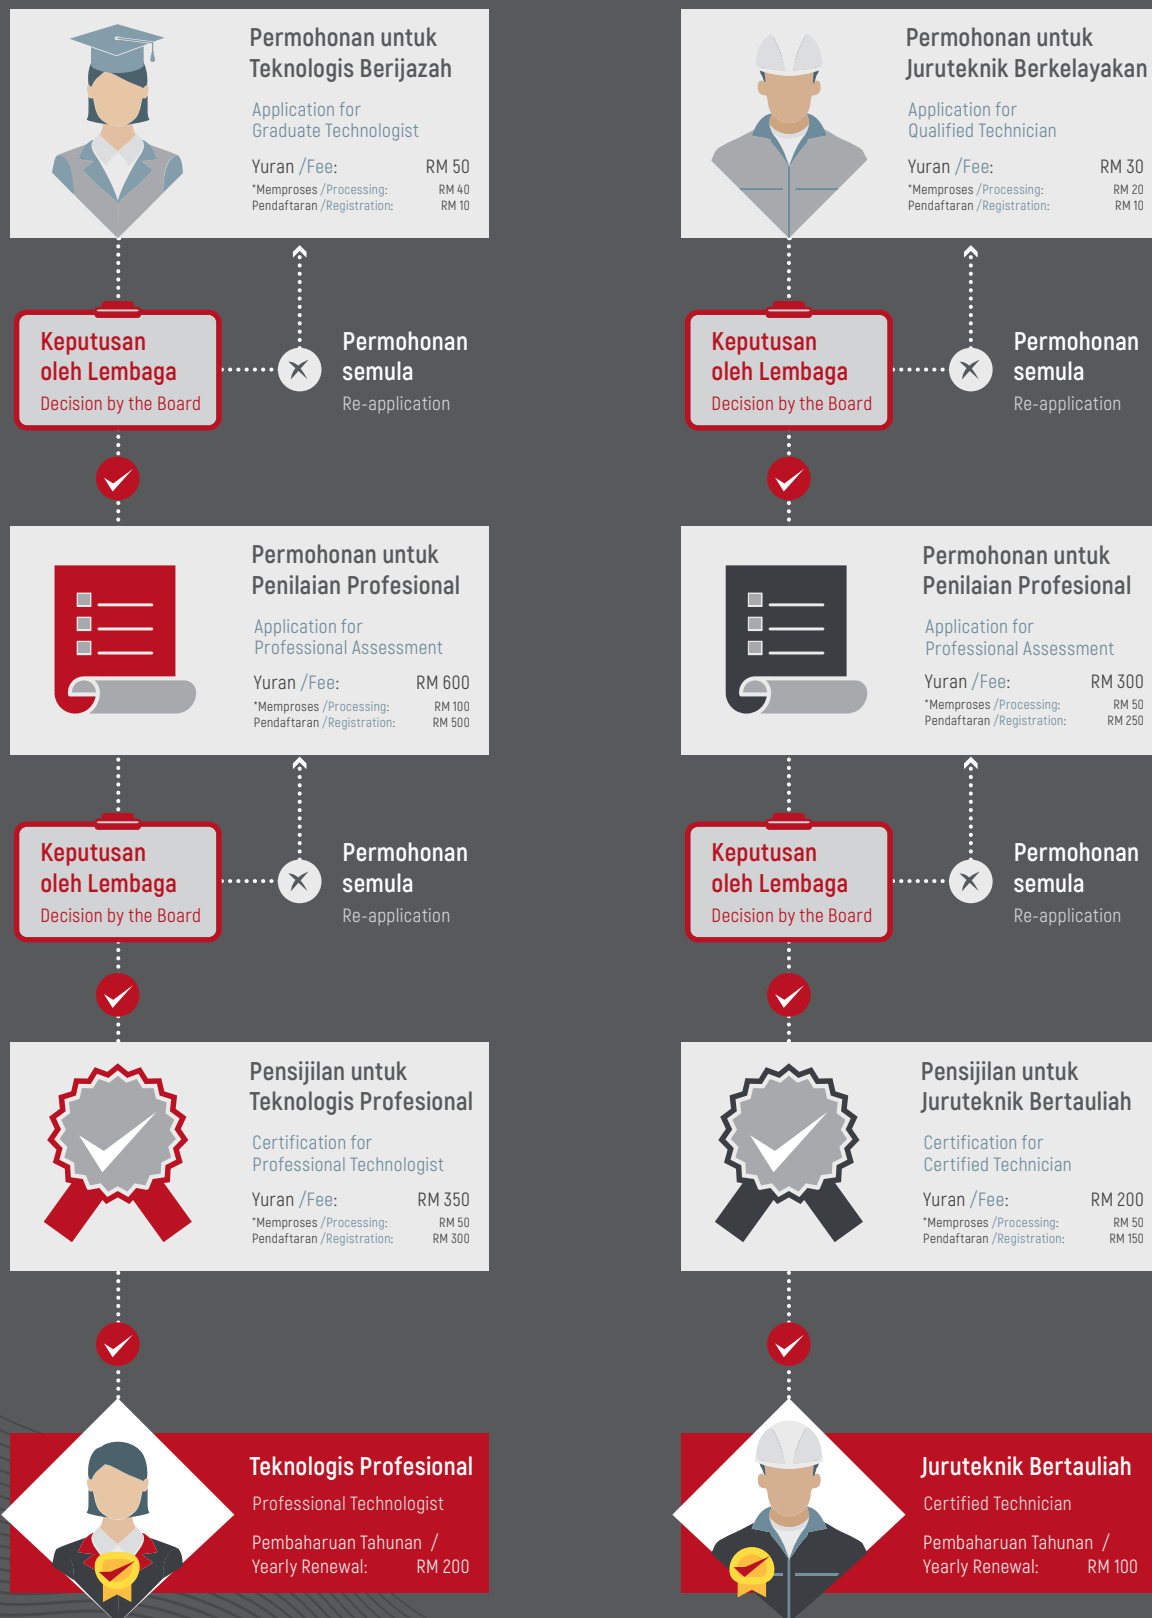 Permohonan untuk
Teknologis Berijazah
Application for
Graduate Technologist
Yuran /Fee: RM 50
*Memproses /Processing: RM 40
Pendaftaran /Registration: RM 10
Keputusan
oleh Lembaga
Decision by the Board
Permohonan
semula
Re-application
Permohonan untuk
Penilaian Profesional
Application for
Professional Assessment
Yuran /Fee: RM 600
*Memproses /Processing: RM 100
Pendaftaran /Registration: RM 500
Keputusan
oleh Lembaga
Decision by the Board
Permohonan
semula
Re-application
Pensijilan untuk
Teknologis Profesional
Certification for
Professional Technologist
Yuran /Fee: RM 350
*Memproses /Processing: RM 50
Pendaftaran /Registration: RM 300
Teknologis Profesional
Professional Technologist
Pembaharuan Tahunan /
Yearly Renewal: RM 200
Permohonan untuk
Juruteknik Berkelayakan
Application for
Qualified Technician
Yuran /Fee: RM 30
*Memproses /Processing: RM 20
Pendaftaran /Registration: RM 10
Keputusan
oleh Lembaga
Decision by the Board
Permohonan
semula
Re-application
Permohonan untuk
Penilaian Profesional
Application for
Professional Assessment
Yuran /Fee: RM 300
*Memproses /Processing: RM 50
Pendaftaran /Registration: RM 250
Keputusan
oleh Lembaga
Decision by the Board
Permohonan
semula
Re-application
Pensijilan untuk
Juruteknik Bertauliah
Certification for
Certified Technician
Yuran /Fee: RM 200
*Memproses /Processing: RM 50
Pendaftaran /Registration: RM 150
Juruteknik Bertauliah
Certified Technician
Pembaharuan Tahunan /
Yearly Renewal: RM 100